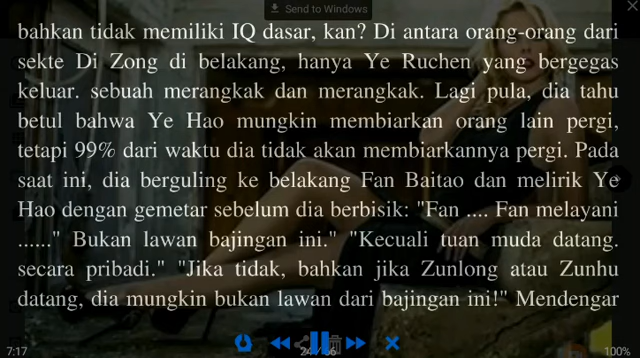 Send to Windows
bahkan tidak memiliki IQ dasar, kan? Di antara orang-orang dari
sekte Di Zong di belakang, hanya Ye Ruchen yang bergegas
keluar. sebuah merangkak dan merangkak. Lagi pula, dia tahu
betul bahwa Ye Hao mungkin membiarkan orang lain pergi,
tetapi 99% dari waktu dia tidak akan membiarkannya pergi. Pada
saat ini, dia berguling ke belakang Fan Baitao dan melirik Ye
Hao dengan gemetar sebelum dia berbisik: "Fan .... Fan melayani
......" Bukan lawan bajingan ini." "Kecuali tuan muda datang.
secara pribadi." "Jika tidak, bahkan jika Zunlong atau Zunhu
datang, dia mungkin bukan lawan dari bajingan ini!" Mendengar
7:17
100%